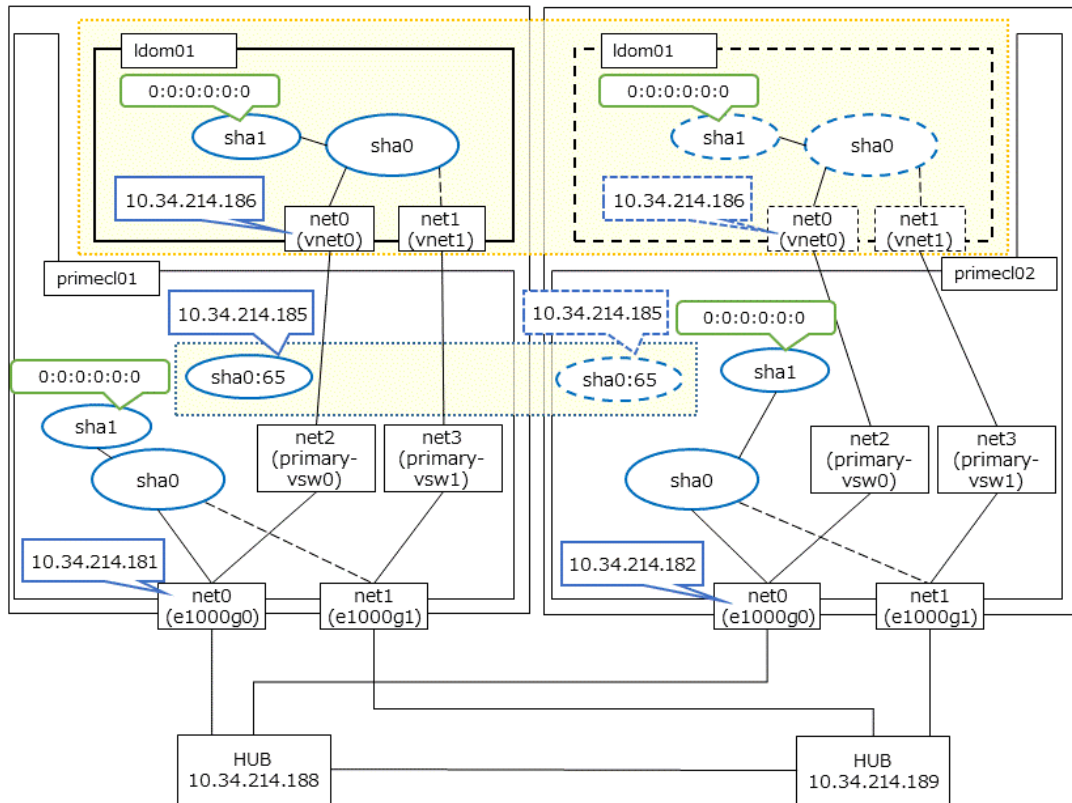 ldom01
ldom01
0:0:0:0:0:0
0:0:0:0:0:0
sha1
sha0
sha1
sha0
10.34.214.186
10.34.214.186
net0
(vnet0)
net1
(vnet1)
net0
(vnet0)
net1
(vnet1)
primecl01
primecl02
10.34.214.185
10.34.214.185
0:0:0:0:0:0
0:0:0:0:0:0
sha0:65
sha0:65
sha1
sha1
net2
(primary-
vsw0)
net3
(primary-
vsw1)
net2
(primary-
vsw0)
net3
(primary-
vsw1)
sha0
sha0
10.34.214.181
10.34.214.182
net0
(e1000g0)
net1
(e1000g1)
net0
(e1000g0)
net1
(e1000g1)
HUB
10.34.214.188
HUB
10.34.214.189